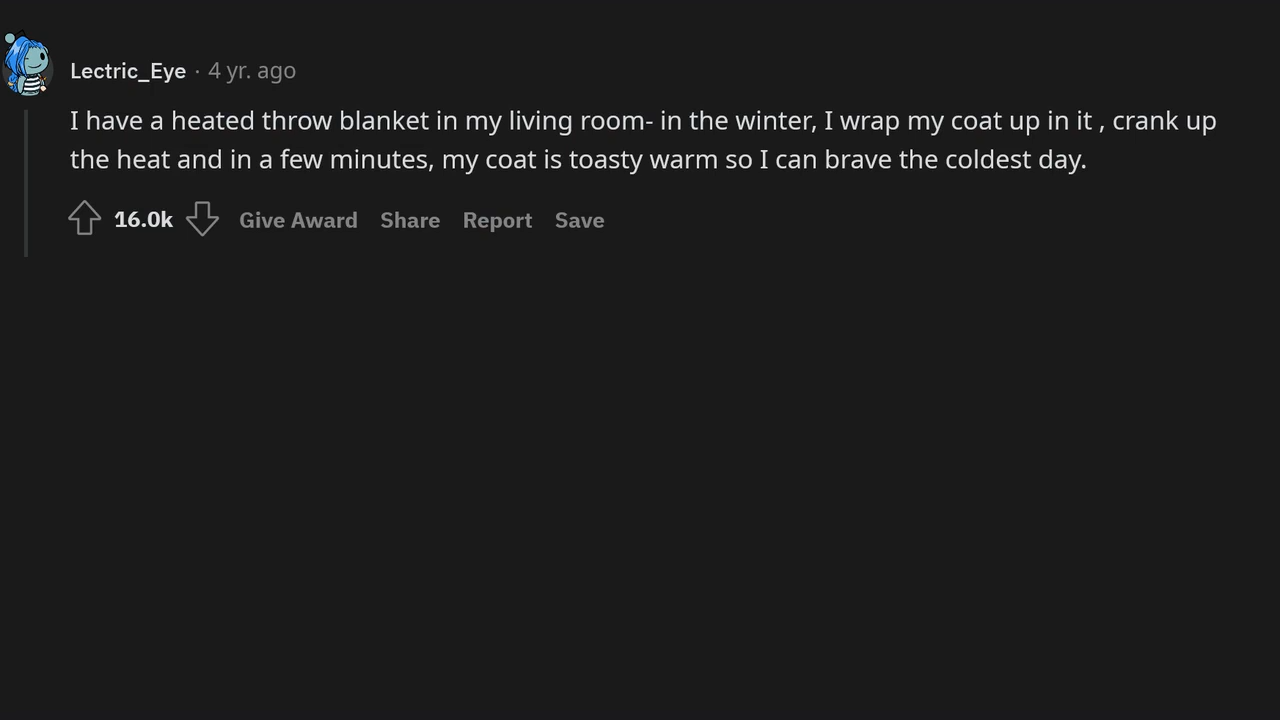 Lectric_Eye · 4 yr. ago
I have a heated throw blanket in my living room- in the winter, I wrap my coat up in it , crank up
the heat and in a few minutes, my coat is toasty warm so I can brave the coldest day.
16.0k Give Award Share Report Save